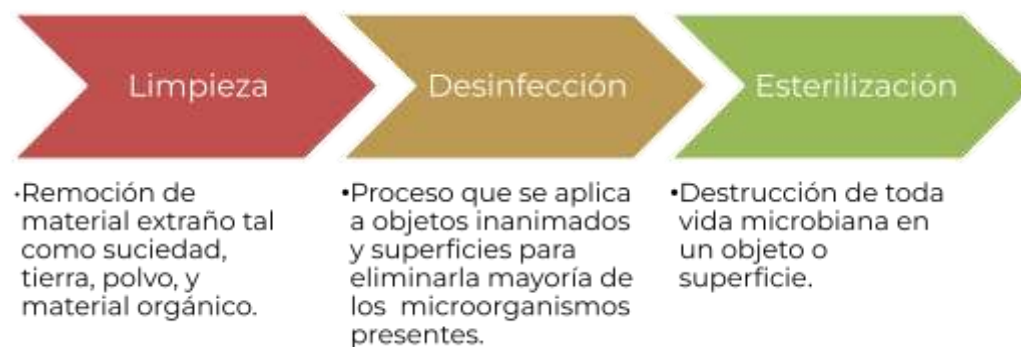 Limpieza
Desinfección
Esterilización
•Remoción de
material extraño tal
como suciedad,
tierra, polvo, y
material orgánico.
•Proceso que se aplica
a objetos inanimados
y superficies para
eliminarla mayoría de
los microorganismos
presentes.
•Destrucción de toda
vida microbiana en
un objeto o
superficie.